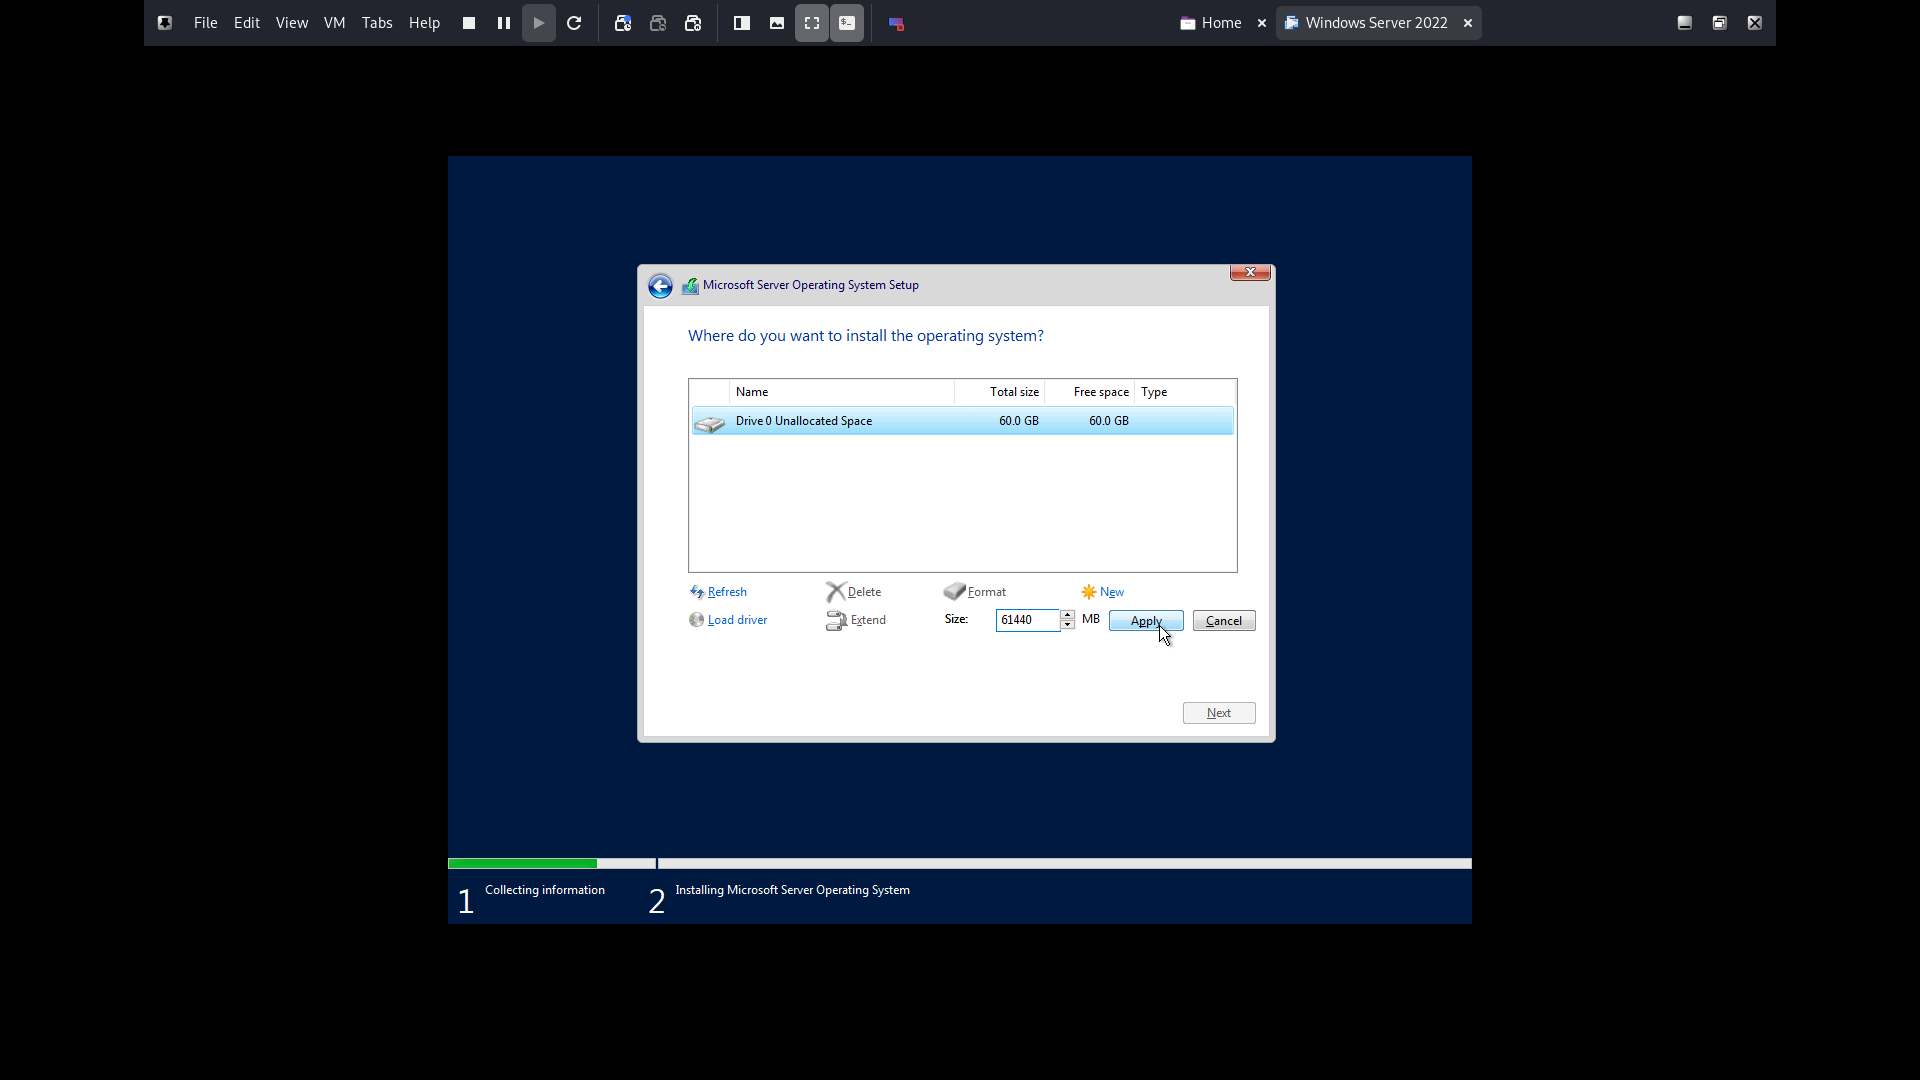 File Edit View VM Tabs Help Home Windows Server 2022
Microsoft Server Operating System Setup
Where do you want to install the operating system?
Name Total size Free space Type
Drive 0 Unallocated Space 60.0 GB 60.0 GB
Refresh Delete Format New
Load driver Extend Size: 61440 MB Apply Cancel
Next
1 Collecting information 2 Installing Microsoft Server Operating System